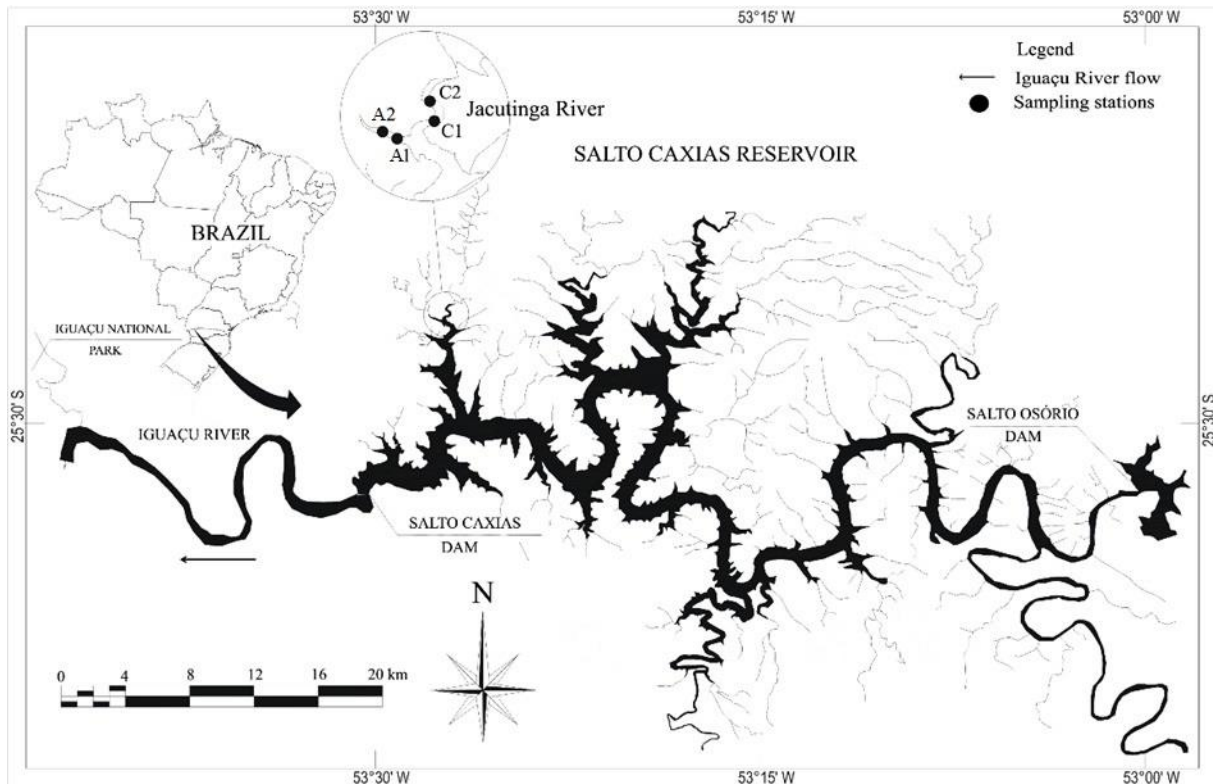 53°30' W
53°15' W
53°00' W
Legend
Iguaçu River flow
Sampling stations
C2
Jacutinga River
A2
C1
A1
SALTO CAXIAS RESERVOIR
BRAZIL
IGUAÇU NATIONAL
PARK
25°30' S
IGUAÇU RIVER
SALTO OSÓRIO
DAM
25°30' S
SALTO CAXIAS
DAM
N
0 4 8 12 16 20 km
53°30' W
53°15' W
53°00' W